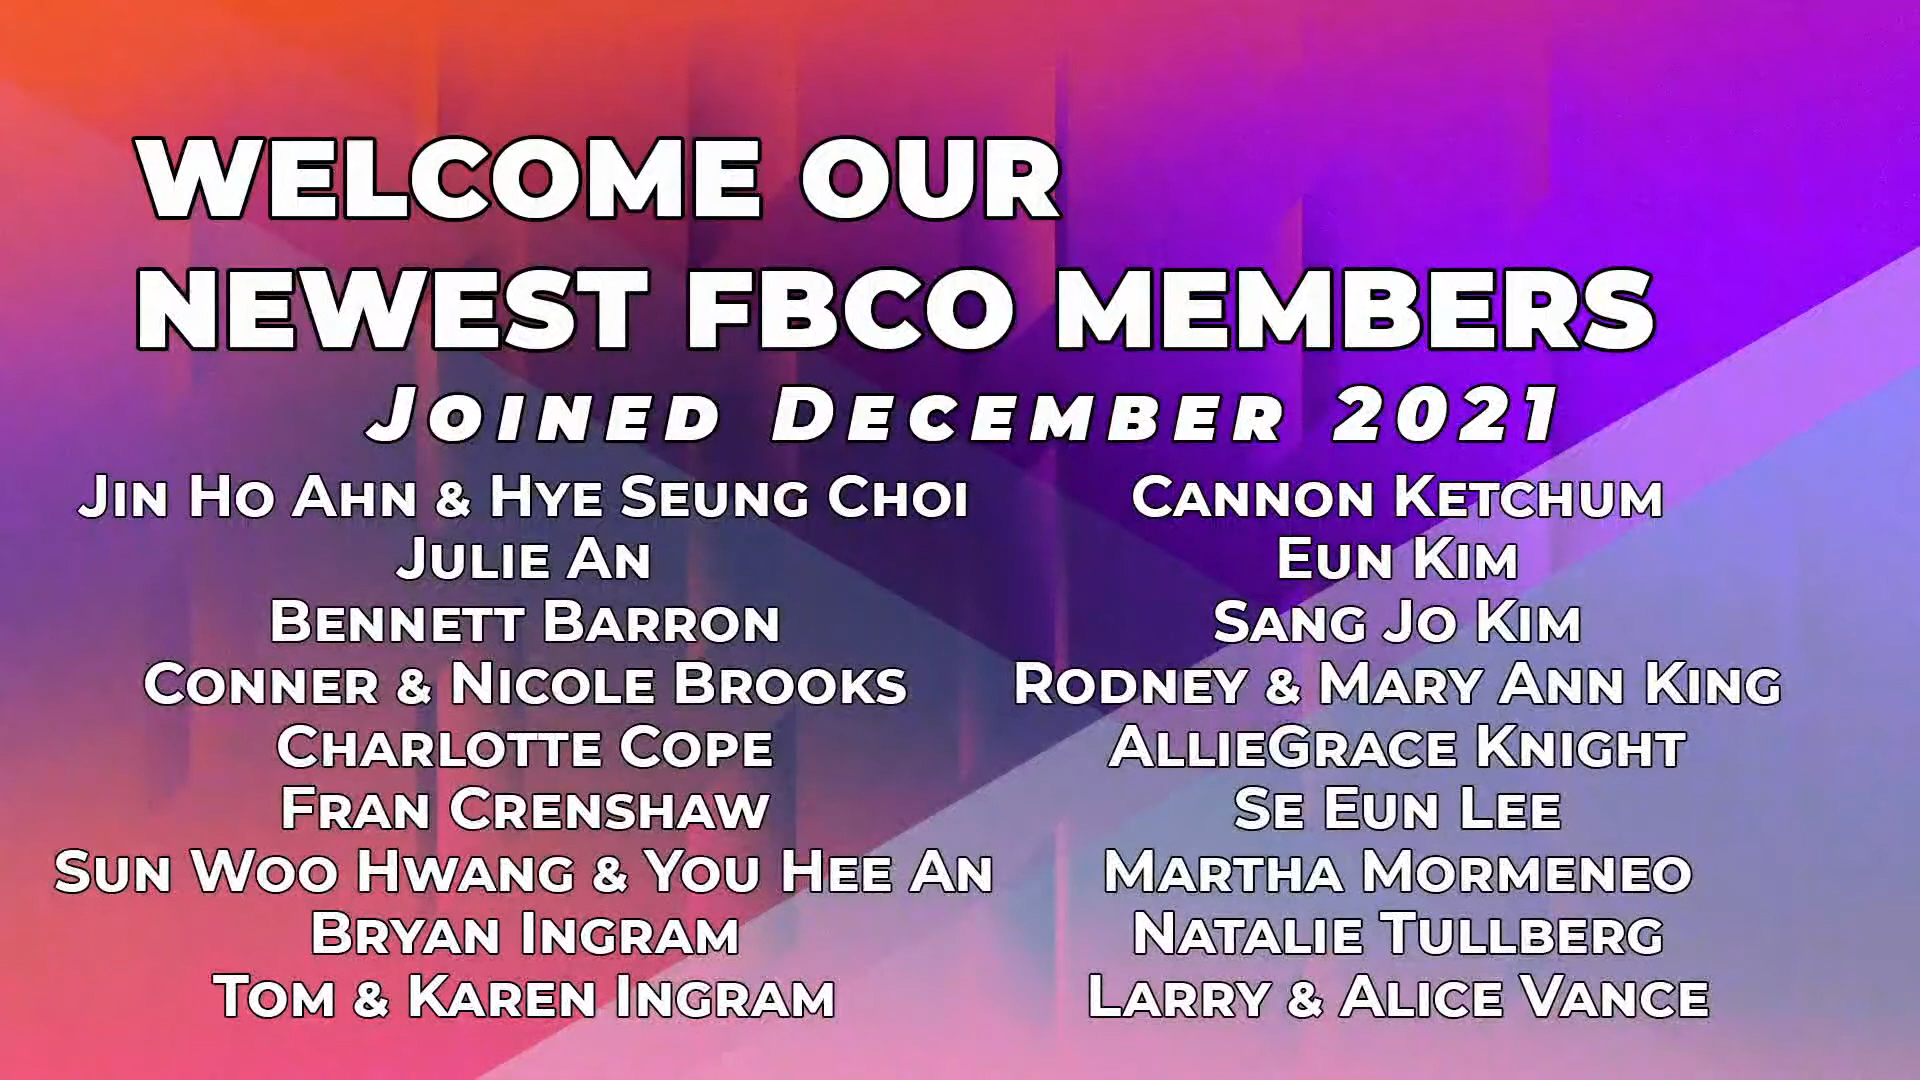 WELCOME OUR
NEWEST FBCO MEMBERS
JOINED DECEMBER 2021
JIN HO AHN & HYE SEUNG CHOI
JULIE AN
BENNETT BARRON
CONNER & NICOLE BROOKS
CHARLOTTE COPE
FRAN CRENSHAW
SUN WOO HWANG & YOU HEE AN
BRYAN INGRAM
TOM & KAREN INGRAM
CANNON KETCHUM
EUN KIM
SANG JO KIM
RODNEY & MARY ANN KING
ALLIEGRACE KNIGHT
SE EUN LEE
MARTHA MORMENEO
NATALIE TULLBERG
LARRY & ALICE VANCE